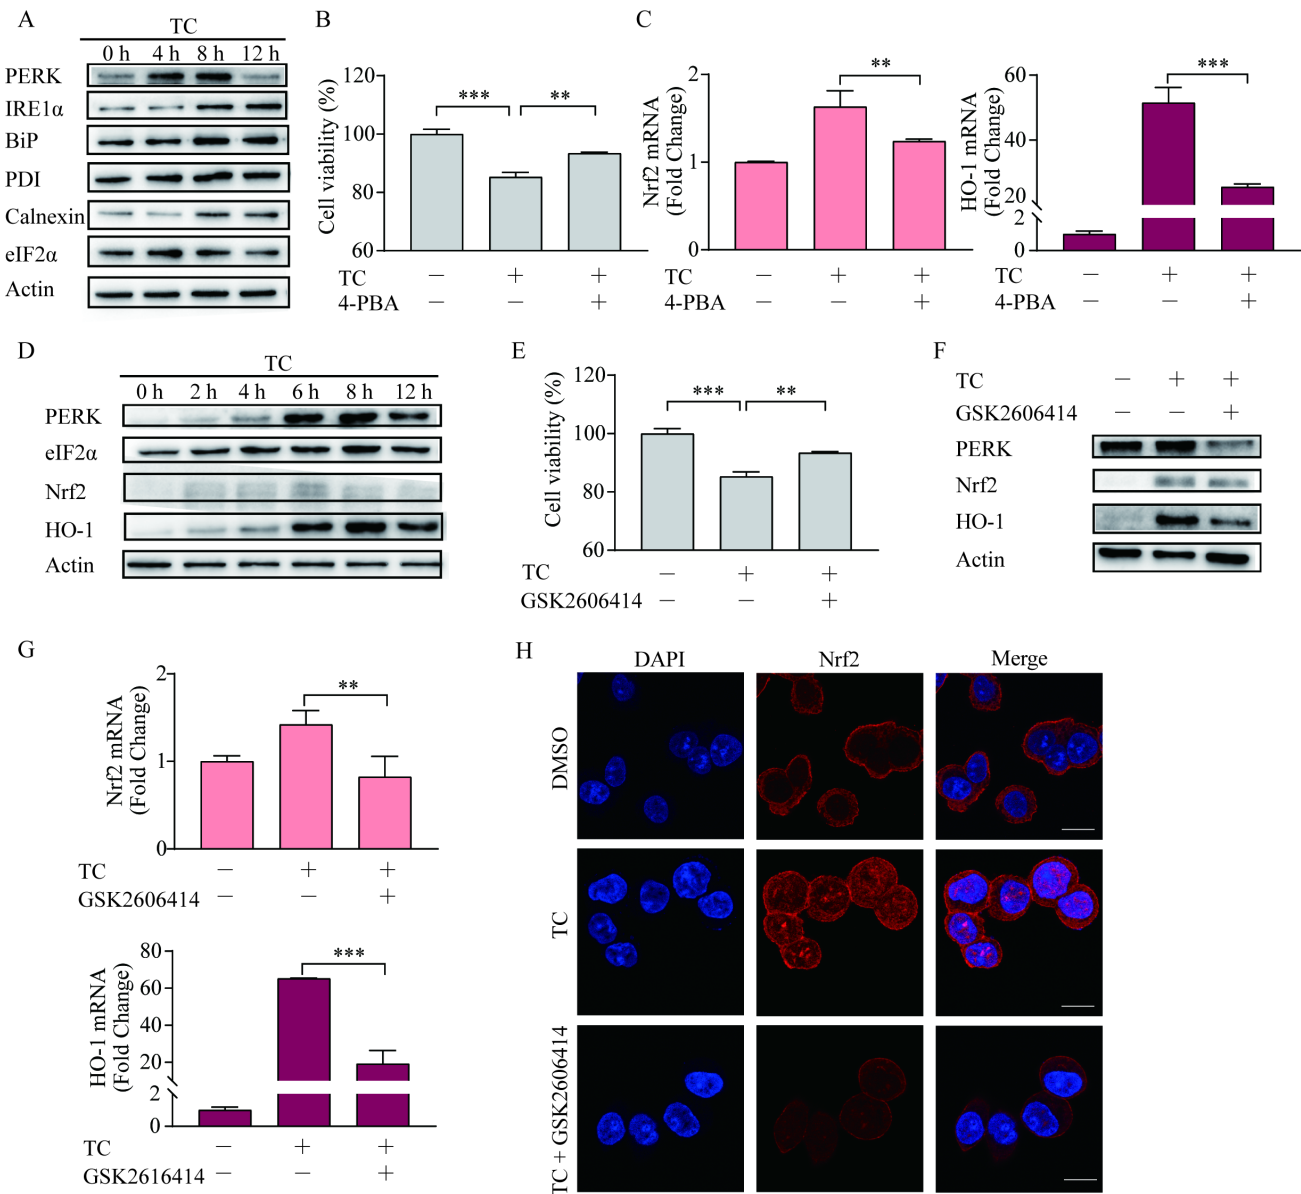 A
TC
0 h 4 h 8 h 12 h
PERK
IRE1α
BiP
PDI
Calnexin
eIF2α
Actin
B
Cell viability (%)
120
100
80
60
*** **
TC − + +
4-PBA − − +
C
Nrf2 mRNA
(Fold Change)
2
1
0
**
TC − + +
4-PBA − − +
HO-1 mRNA
(Fold Change)
60
40
20
2
0
***
− + +
− − +
D
TC
0 h 2 h 4 h 6 h 8 h 12 h
PERK
eIF2α
Nrf2
HO-1
Actin
E
Cell viability (%)
120
100
80
60
*** **
TC − + +
GSK2606414 − − +
F
TC − + +
GSK2606414 − − +
PERK
Nrf2
HO-1
Actin
G
Nrf2 mRNA
(Fold Change)
2
1
0
**
TC − + +
GSK2606414 − − +
HO-1 mRNA
(Fold Change)
80
60
40
20
2
0
***
TC − + +
GSK2616414 − − +
H
DAPI Nrf2 Merge
DMSO
TC
TC + GSK2606414